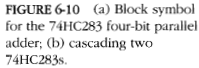 FIGURE 6-10 (a) Block symbol
for the 74HC283 four-bit parallel
adder; (b) cascading two
74HC283s.